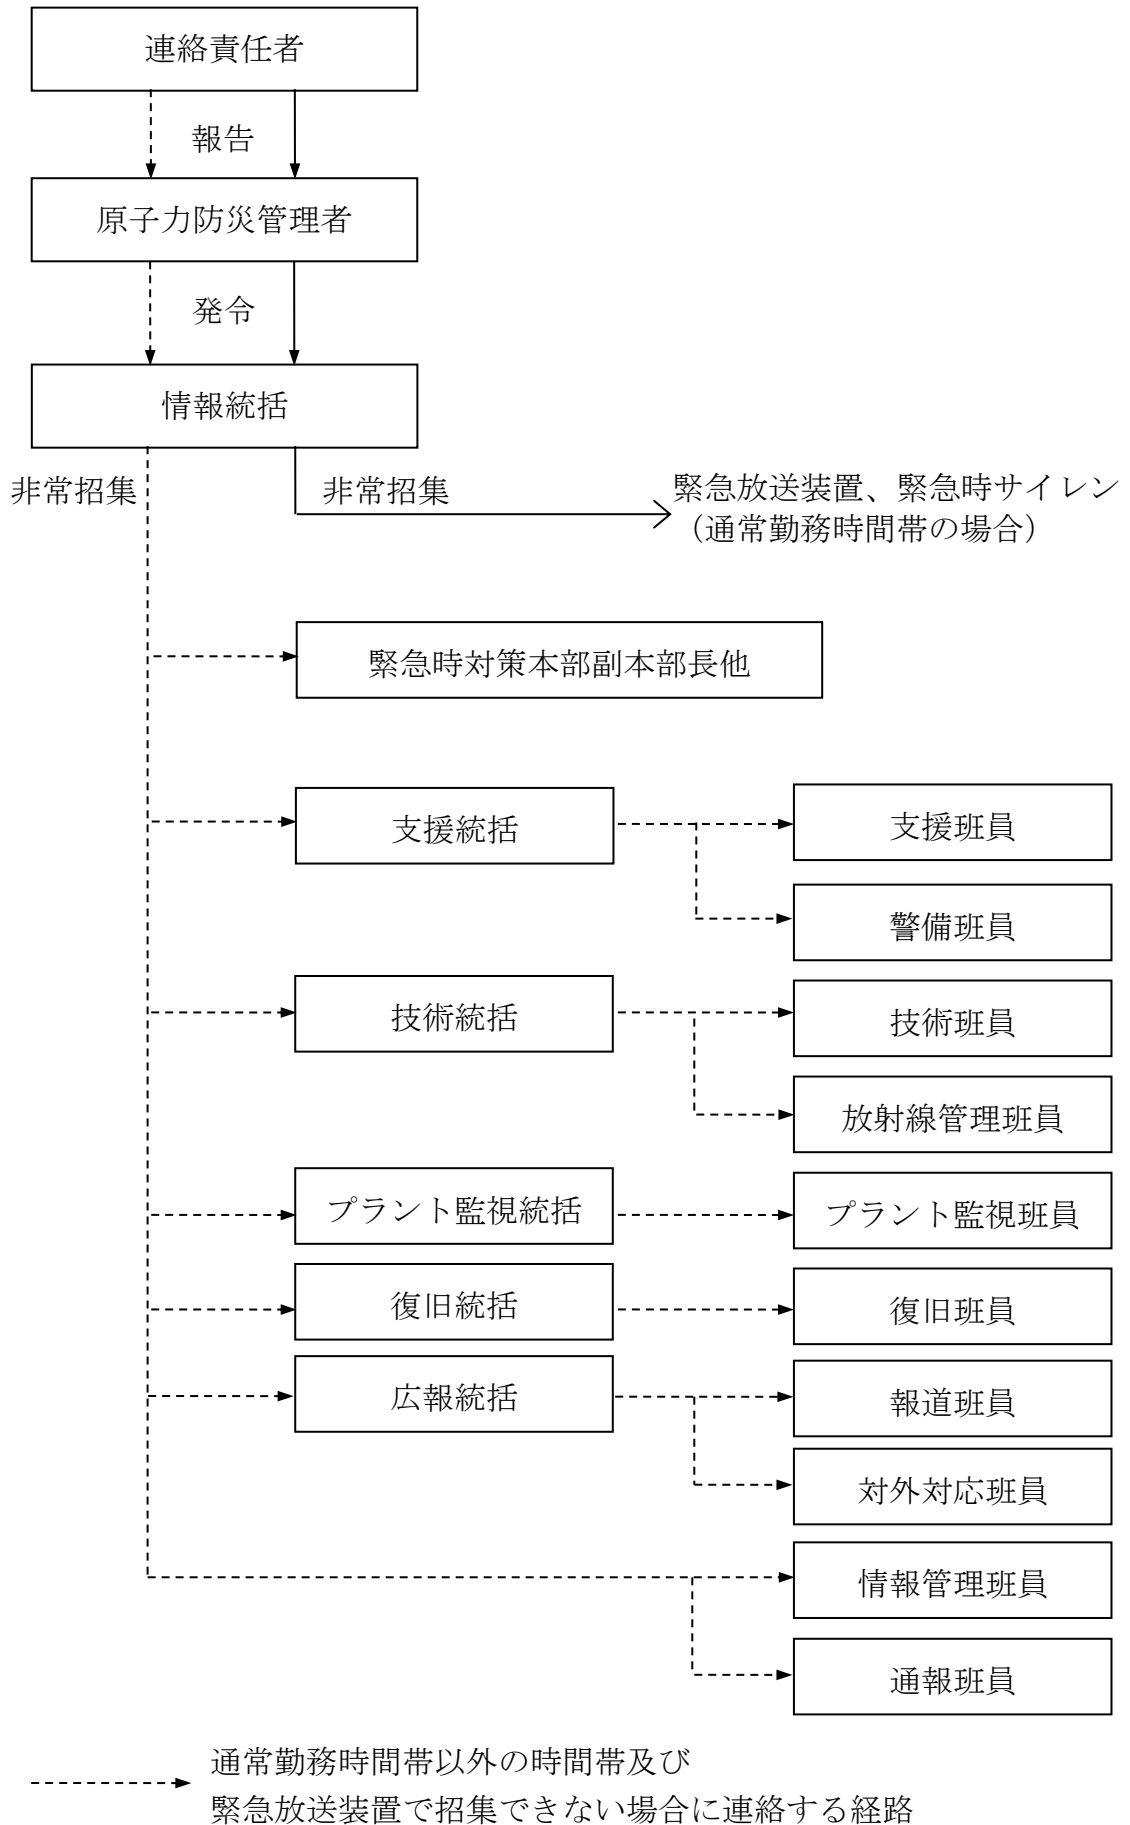 連絡責任者
報告
原子力防災管理者
発令
情報統括
非常招集
非常招集
緊急放送装置、緊急時サイレン
（通常勤務時間帯の場合）
緊急時対策本部副本部長他
支援統括
支援班員
警備班員
技術統括
技術班員
放射線管理班員
プラント監視統括
プラント監視班員
復旧統括
復旧班員
広報統括
報道班員
対外対応班員
情報管理班員
通報班員
通常勤務時間帯以外の時間帯及び
緊急放送装置で招集できない場合に連絡する経路